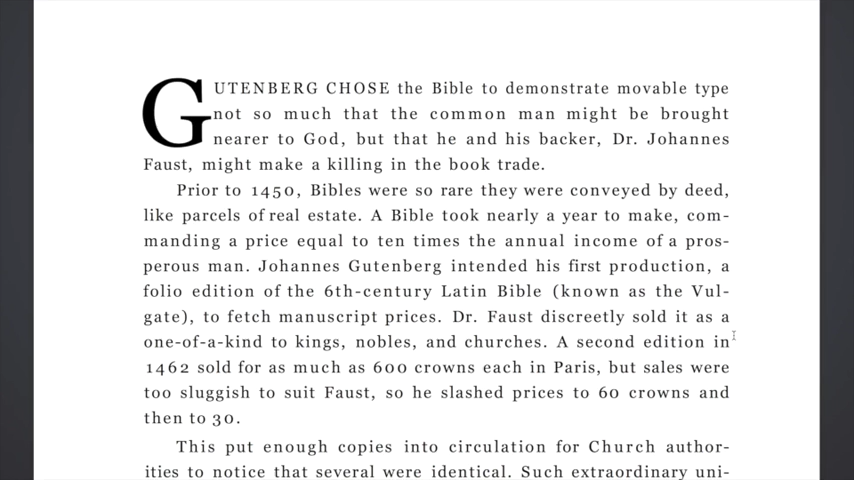 GUTENBERG CHOSE the Bible to demonstrate movable type
not so much that the common man might be brought
nearer to God, but that he and his backer, Dr. Johannes
Faust, might make a killing in the book trade.
Prior to 1450, Bibles were so rare they were conveyed by deed,
like parcels of real estate. A Bible took nearly a year to make, com-
manding a price equal to ten times the annual income of a pros-
perous man. Johannes Gutenberg intended his first production, a
folio edition of the 6th-century Latin Bible (known as the Vul-
gate), to fetch manuscript prices. Dr. Faust discreetly sold it as a
one-of-a-kind to kings, nobles, and churches. A second edition in
1462 sold for as much as 600 crowns each in Paris, but sales were
too sluggish to suit Faust, so he slashed prices to 60 crowns and
then to 30.
This put enough copies into circulation for Church author-
ities to notice that several were identical. Such extraordinary uni-